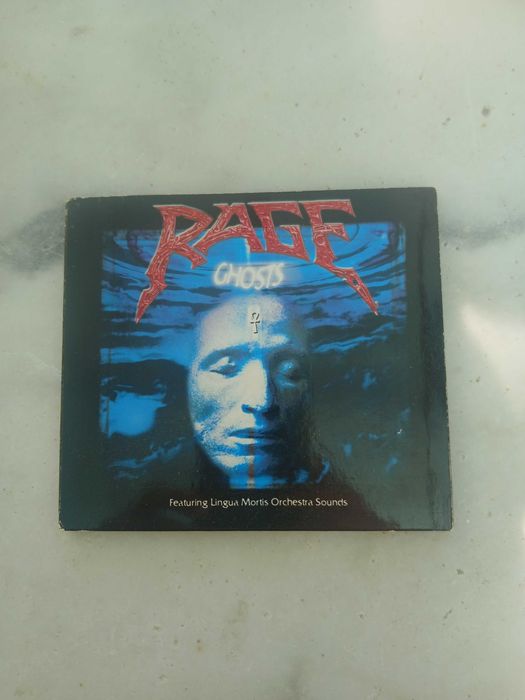 RAGE
GHOSTS
Featuring Lingua Mortis Orchestra Sounds